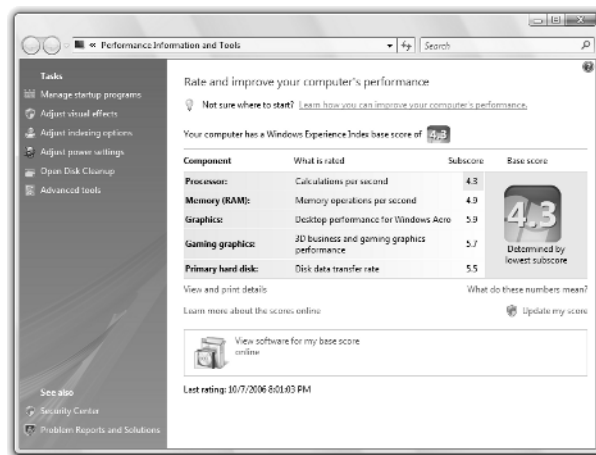 Performance Information and Tools
Search
Tasks
Manage startup programs
Adjust visual effects
Adjust indexing options
Adjust power settings
Open Disk Cleanup
Advanced tools
See also
Security Center
Problem Reports and Solutions
Rate and improve your computer's performance
Not sure where to start? Learn how you can improve your computer's performance.
Your computer has a Windows Experience Index base score of 4,3
Component What is rated Subscore Base score
Processor: Calculations per second 4.3
Memory (RAM): Memory operations per second 4.9
Graphics: Desktop performance for Windows Aero 5.9
Gaming graphics: 3D business and gaming graphics
performance 5.7
Primary hard disk: Disk data transfer rate 5.5
4.3
Determined by
lowest subscore
View and print details What do these numbers mean?
Learn more about the scores online Update my score
View software for my base score
online
Last rating: 10/7/2006 8:01:03 PM